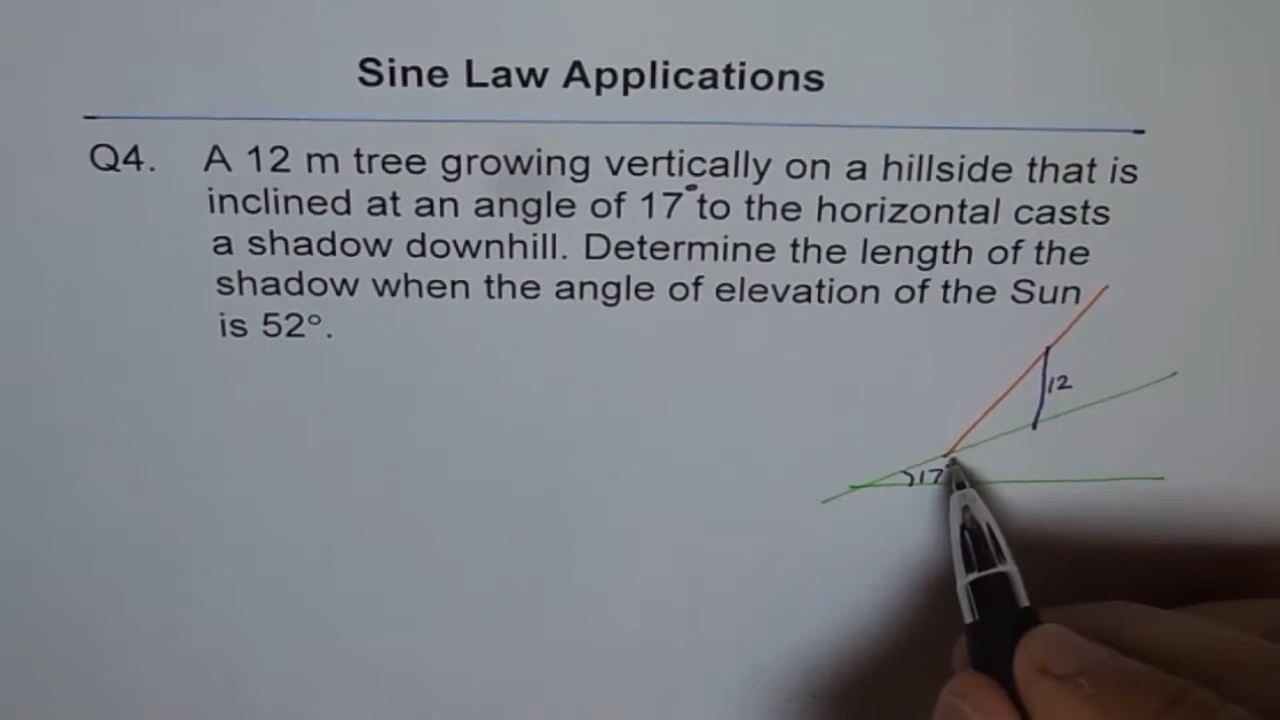 Sine Law Applications
Q4. A 12 m tree growing vertically on a hillside that is
inclined at an angle of 17° to the horizontal casts
a shadow downhill. Determine the length of the
shadow when the angle of elevation of the Sun
is 52°.
12
17°